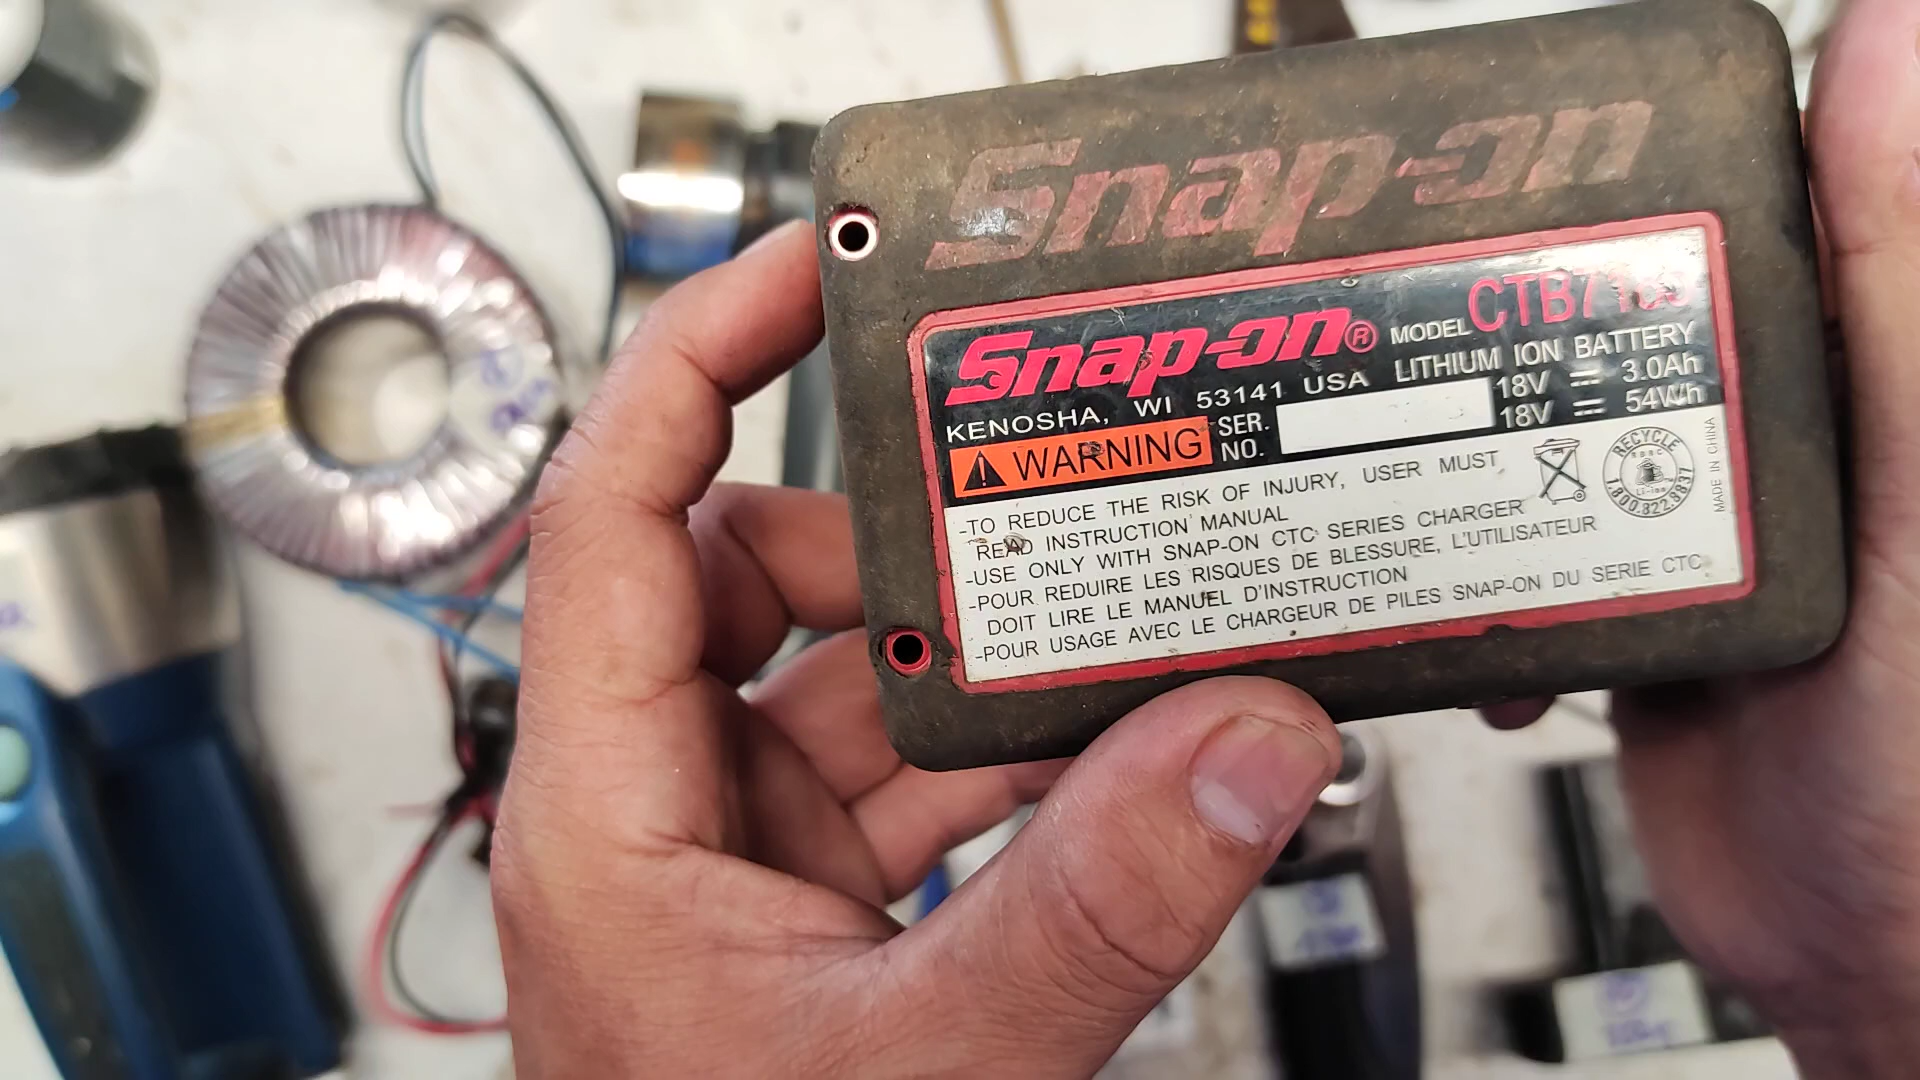 Snap-on
Snap-on® MODEL
KENOSHA, WI 53141 USA LITHIUM ION BATTERY
18V ⎓ 3.0Ah
18V ⎓ 54Wh
⚠ WARNING SER. NO.
-TO REDUCE THE RISK OF INJURY, USER MUST
READ INSTRUCTION MANUAL
-USE ONLY WITH SNAP-ON CTC SERIES CHARGER
-POUR REDUIRE LES RISQUES DE BLESSURE, L'UTILISATEUR
DOIT LIRE LE MANUEL D'INSTRUCTION
-POUR USAGE AVEC LE CHARGEUR DE PILES SNAP-ON DU SERIE CTC
RECYCLE
RBRC
Li-Ion
1.800.822.8837
MADE IN CHINA